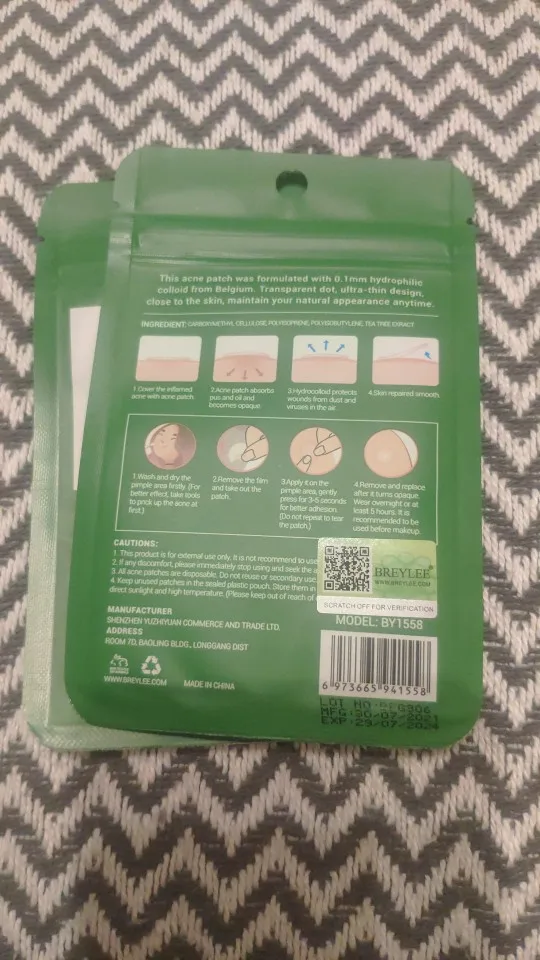 This acne patch was formulated with 0.1mm hydrophilic
colloid from Belgium. Transparent dot, ultra-thin design,
close to the skin, maintain your natural appearance anytime.
INGREDIENT: CARBOXYMETHYL CELLULOSE, POLYISOPRENE, POLYISOBUTYLENE, TEA TREE EXTRACT
1.Cover the inflamed
acne with acne patch.
2.Acne patch absorbs
pus and oil and
becomes opaque.
3.Hydrocolloid protects
wounds from dust and
viruses in the air.
4.Skin repaired smooth.
1.Wash and dry the
pimple area firstly. (For
better effect, take tools
to prick up the acne at
first.)
2.Remove the film
and take out the
patch.
3.Apply it on the
pimple area, gently
press for 3-6 seconds
for better adhesion.
(Do not repeat to tear
the patch.)
4.Remove and replace
after it turns opaque.
Wear overnight or
at least 5 hours. It is
recommended to be
used before makeup.
CAUTIONS:
1. This product is for external use only. It is not recommend to use
2. If any discomfort, please immediately stop using and seek the
3. All acne patches are disposable. Do not reuse or secondary use.
4. Keep unused patches in the sealed plastic pouch. Store them in
direct sunlight and high temperature. (Please keep out of reach of
BREYLEE
WWW.BREYLEE.COM
SCRATCH OFF FOR VERIFICATION
MODEL: BY1558
MANUFACTURER
SHENZHEN YUZHIYUAN COMMERCE AND TRADE LTD.
ADDRESS
ROOM 7D, BAOLING BLDG., LONGGANG DIST
WWW.BREYLEE.COM
MADE IN CHINA
6 973665 941558
LOT NO
MFG:30/07/2021
EXP:29/07/2024